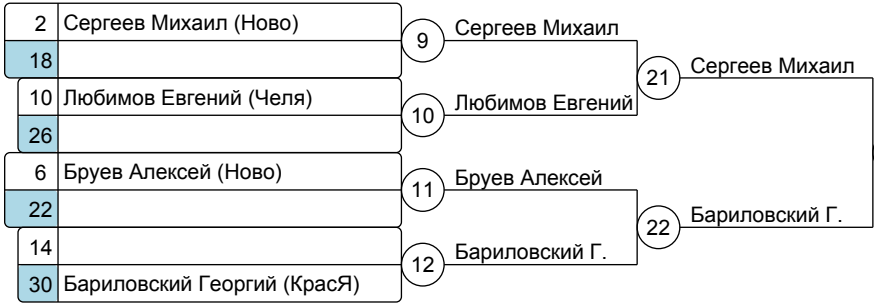 2 Сергеев Михаил (Ново)
18
9 Сергеев Михаил
10 Любимов Евгений (Челя)
26
10 Любимов Евгений
21 Сергеев Михаил
6 Бруев Алексей (Ново)
22
11 Бруев Алексей
14
30 Бариловский Георгий (КрасЯ)
12 Бариловский Г.
22 Бариловский Г.